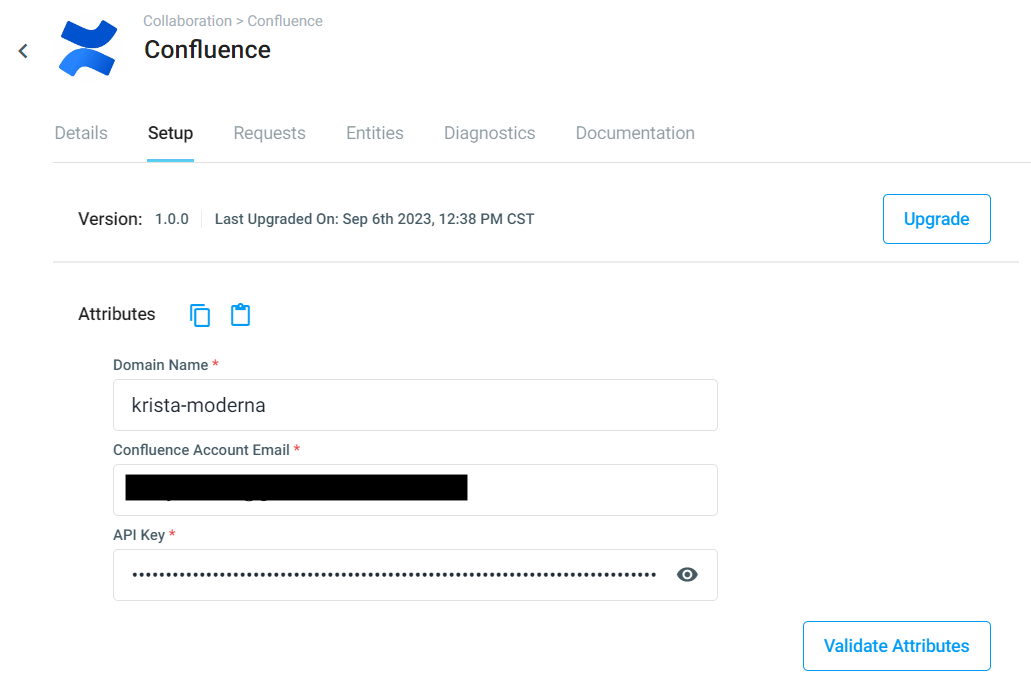 Collaboration > Confluence
Confluence
Details Setup Requests Entities Diagnostics Documentation
Version: 1.0.0 Last Upgraded On: Sep 6th 2023, 12:38 PM CST Upgrade
Attributes
Domain Name *
krista-moderna
Confluence Account Email *
API Key *
••••••••••••••••••••••••••••••••••••••••••••••••••••••••••••••••••••••••••
Validate Attributes